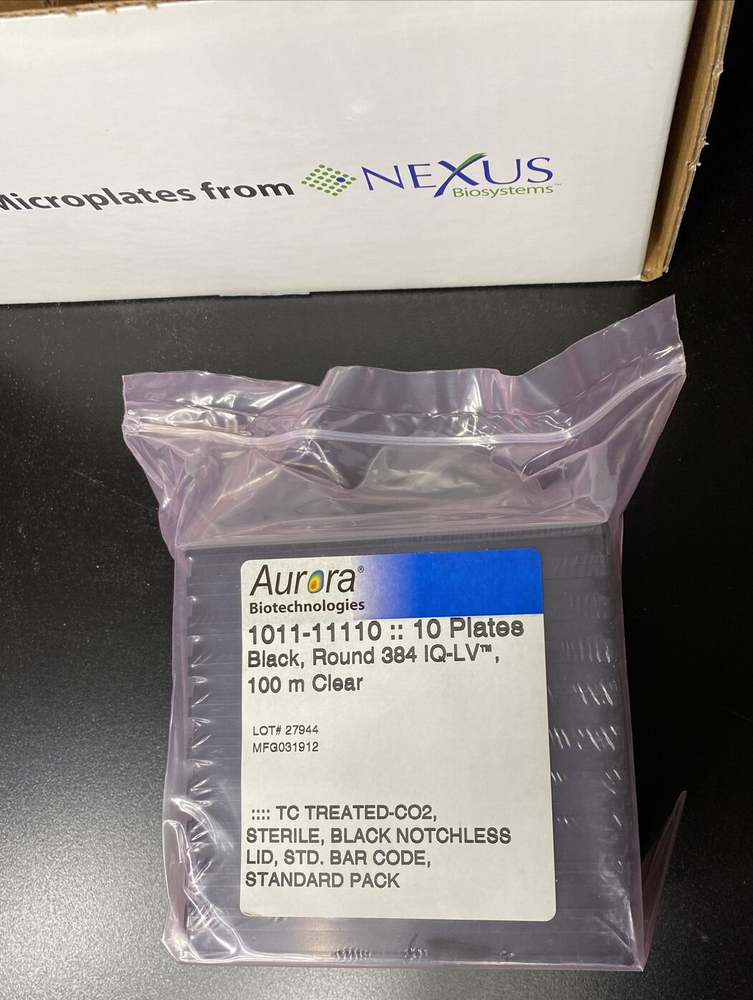 Microplates from NEXUS
Biosystems™
Aurora®
Biotechnologies
1011-11110 :: 10 Plates
Black, Round 384 IQ-LV™,
100 m Clear
LOT# 27944
MFG031912
:::: TC TREATED-CO2,
STERILE, BLACK NOTCHLESS
LID, STD. BAR CODE,
STANDARD PACK